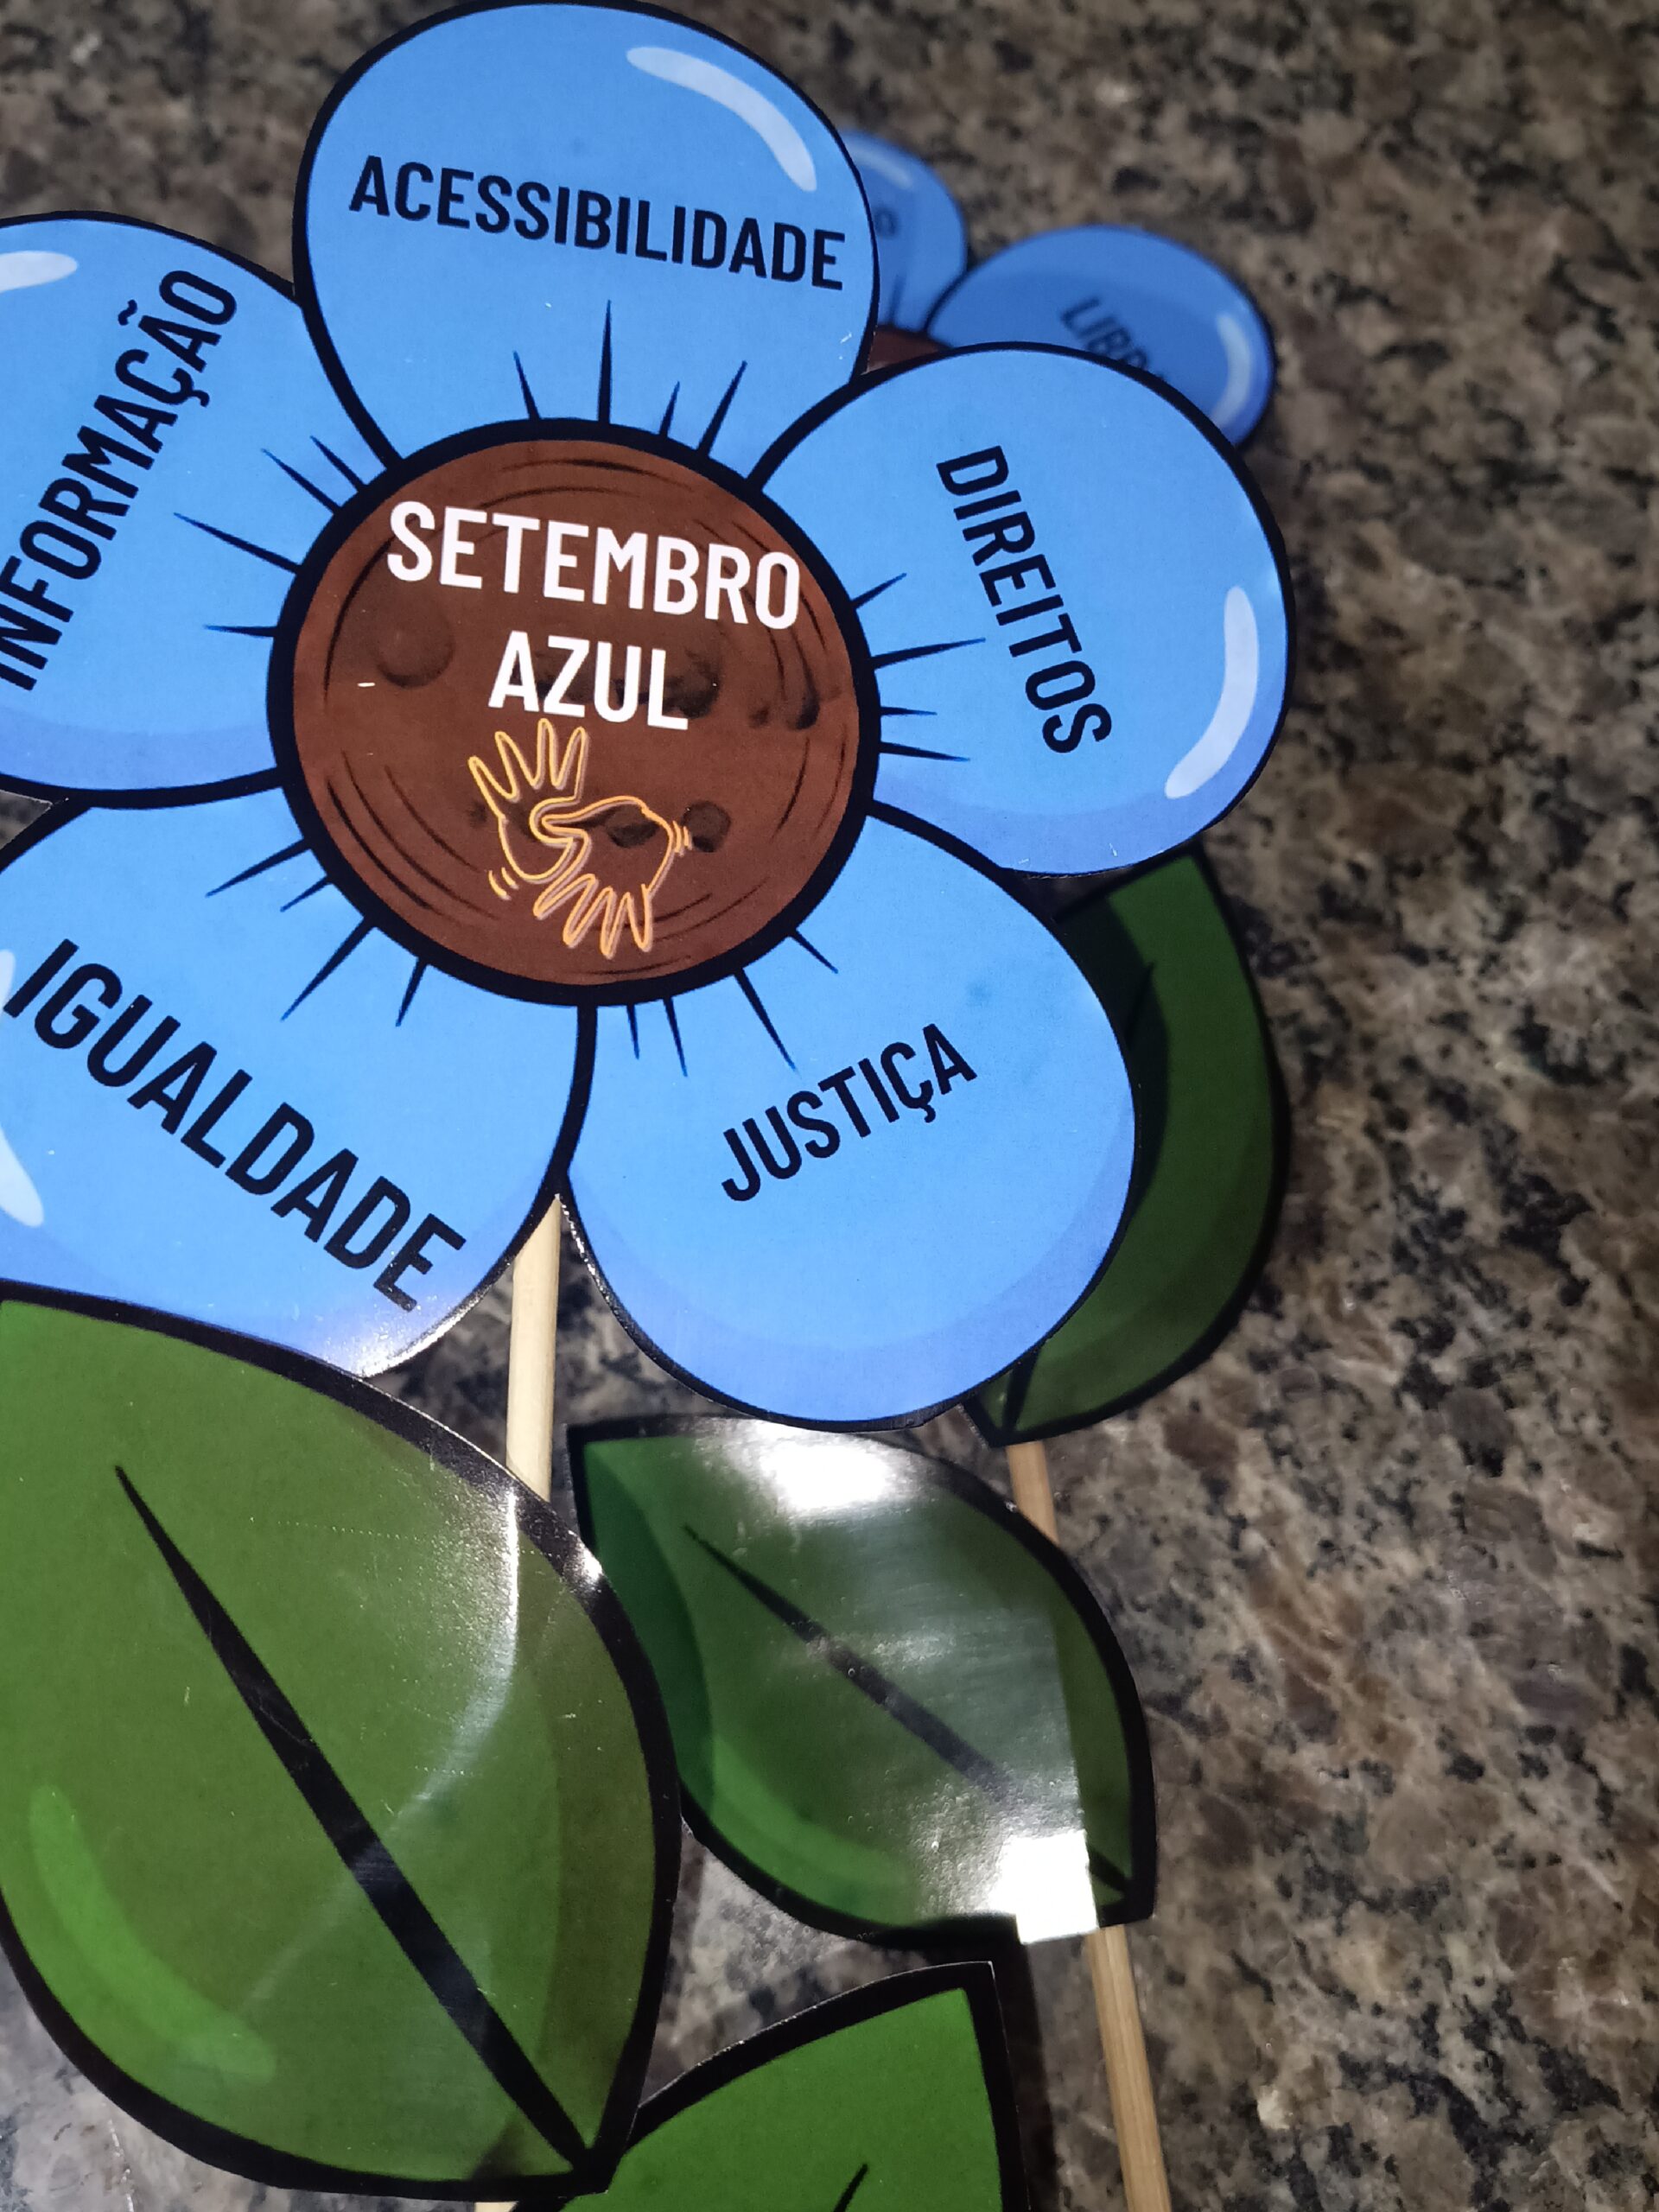 ACESSIBILIDADE
INFORMAÇÃO
DIREITOS
SETEMBRO
AZUL
IGUALDADE
JUSTIÇA